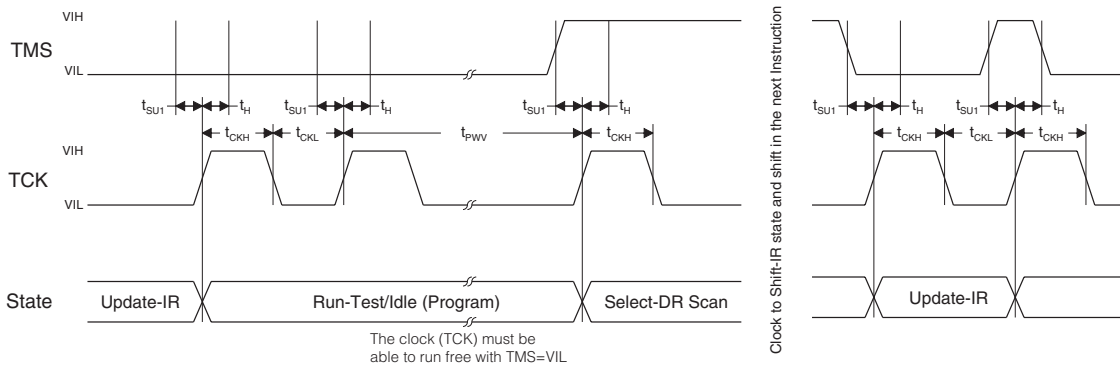 VIH
TMS
VIL
tSU1 tH tSU1 tH tSU1 tH tSU1 tH tSU1 tH
tCKH tCKL tPWV tCKH tCKH tCKL tCKH
VIH
TCK
VIL
State Update-IR Run-Test/Idle (Program) Select-DR Scan Update-IR
The clock (TCK) must be
able to run free with TMS=VIL
Clock to Shift-IR state and shift in the next Instruction